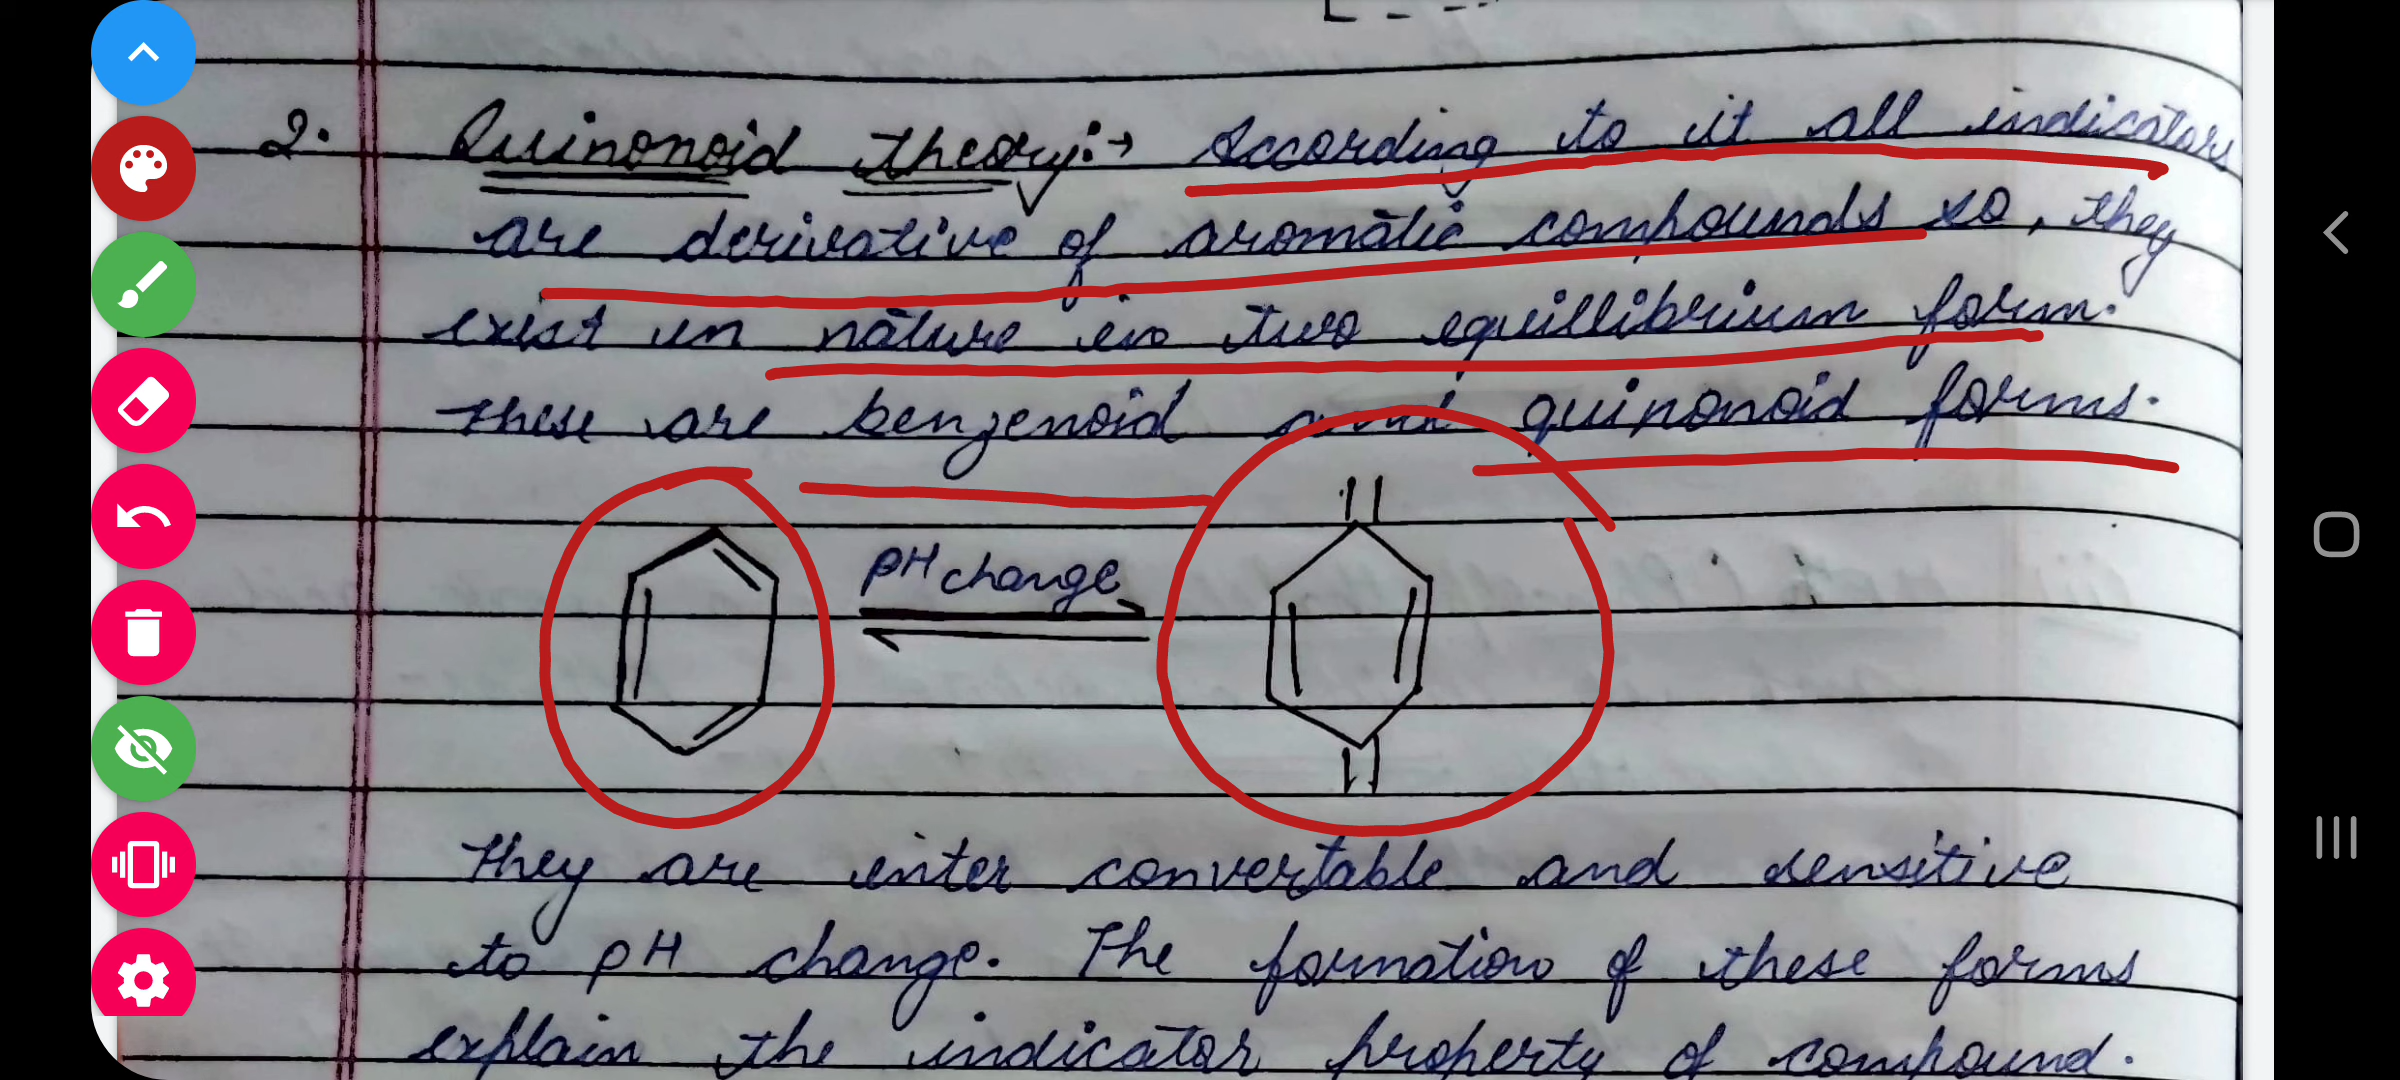 2. Quinonoid theory:→ According to it all indicators
are derivative of aromatic compounds so, they
exist in nature in two equillibrium form.
These are benzenoid and quinonoid forms.
pH change
They are inter convertable and sensitive
to pH change. The formation of these forms
explain the indicator property of compound.